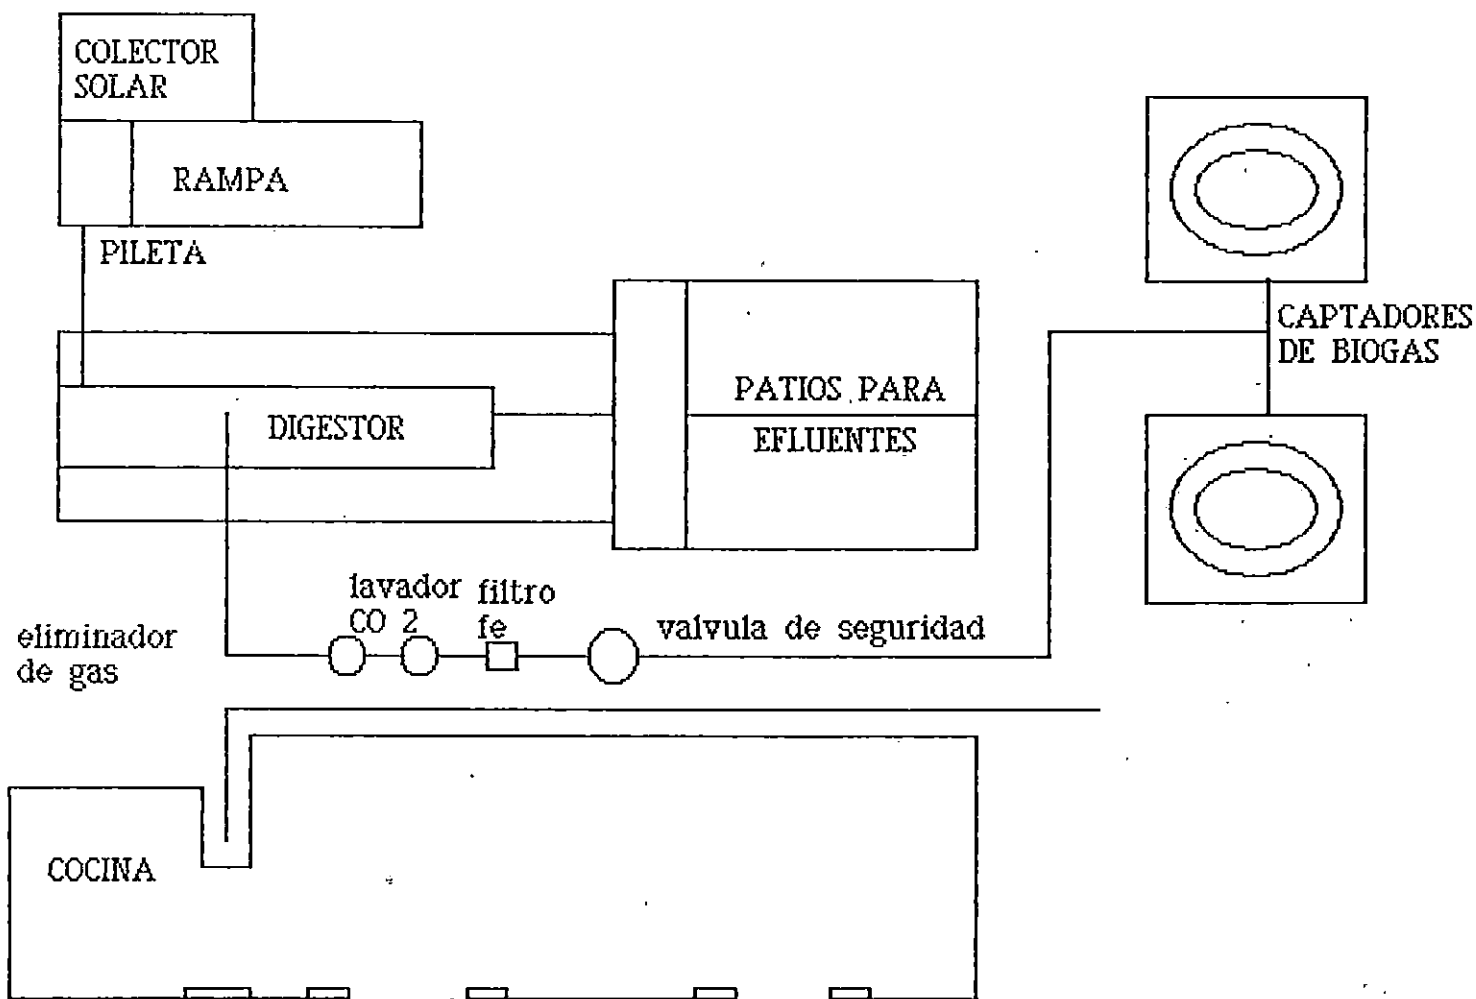 COLECTOR
SOLAR
RAMPA
PILETA
CAPTADORES
DE BIOGAS
PATIOS PARA
EFLUENTES
DIGESTOR
lavador
CO 2
filtro
fe
valvula de seguridad
eliminador
de gas
COCINA